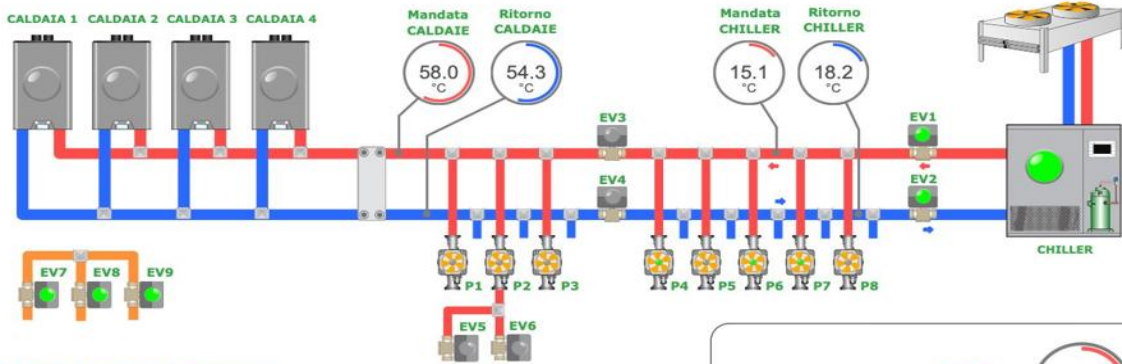 CALDAIA 1 CALDAIA 2 CALDAIA 3 CALDAIA 4
Mandata
CALDAIE
Ritorno
CALDAIE
Mandata
CHILLER
Ritorno
CHILLER
58.0
°C
54.3
°C
15.1
°C
18.2
°C
EV3
EV1
EV4
EV2
CHILLER
EV7 EV8 EV9
P1 P2 P3 P4 P5 P6 P7 P8
EV5 EV6